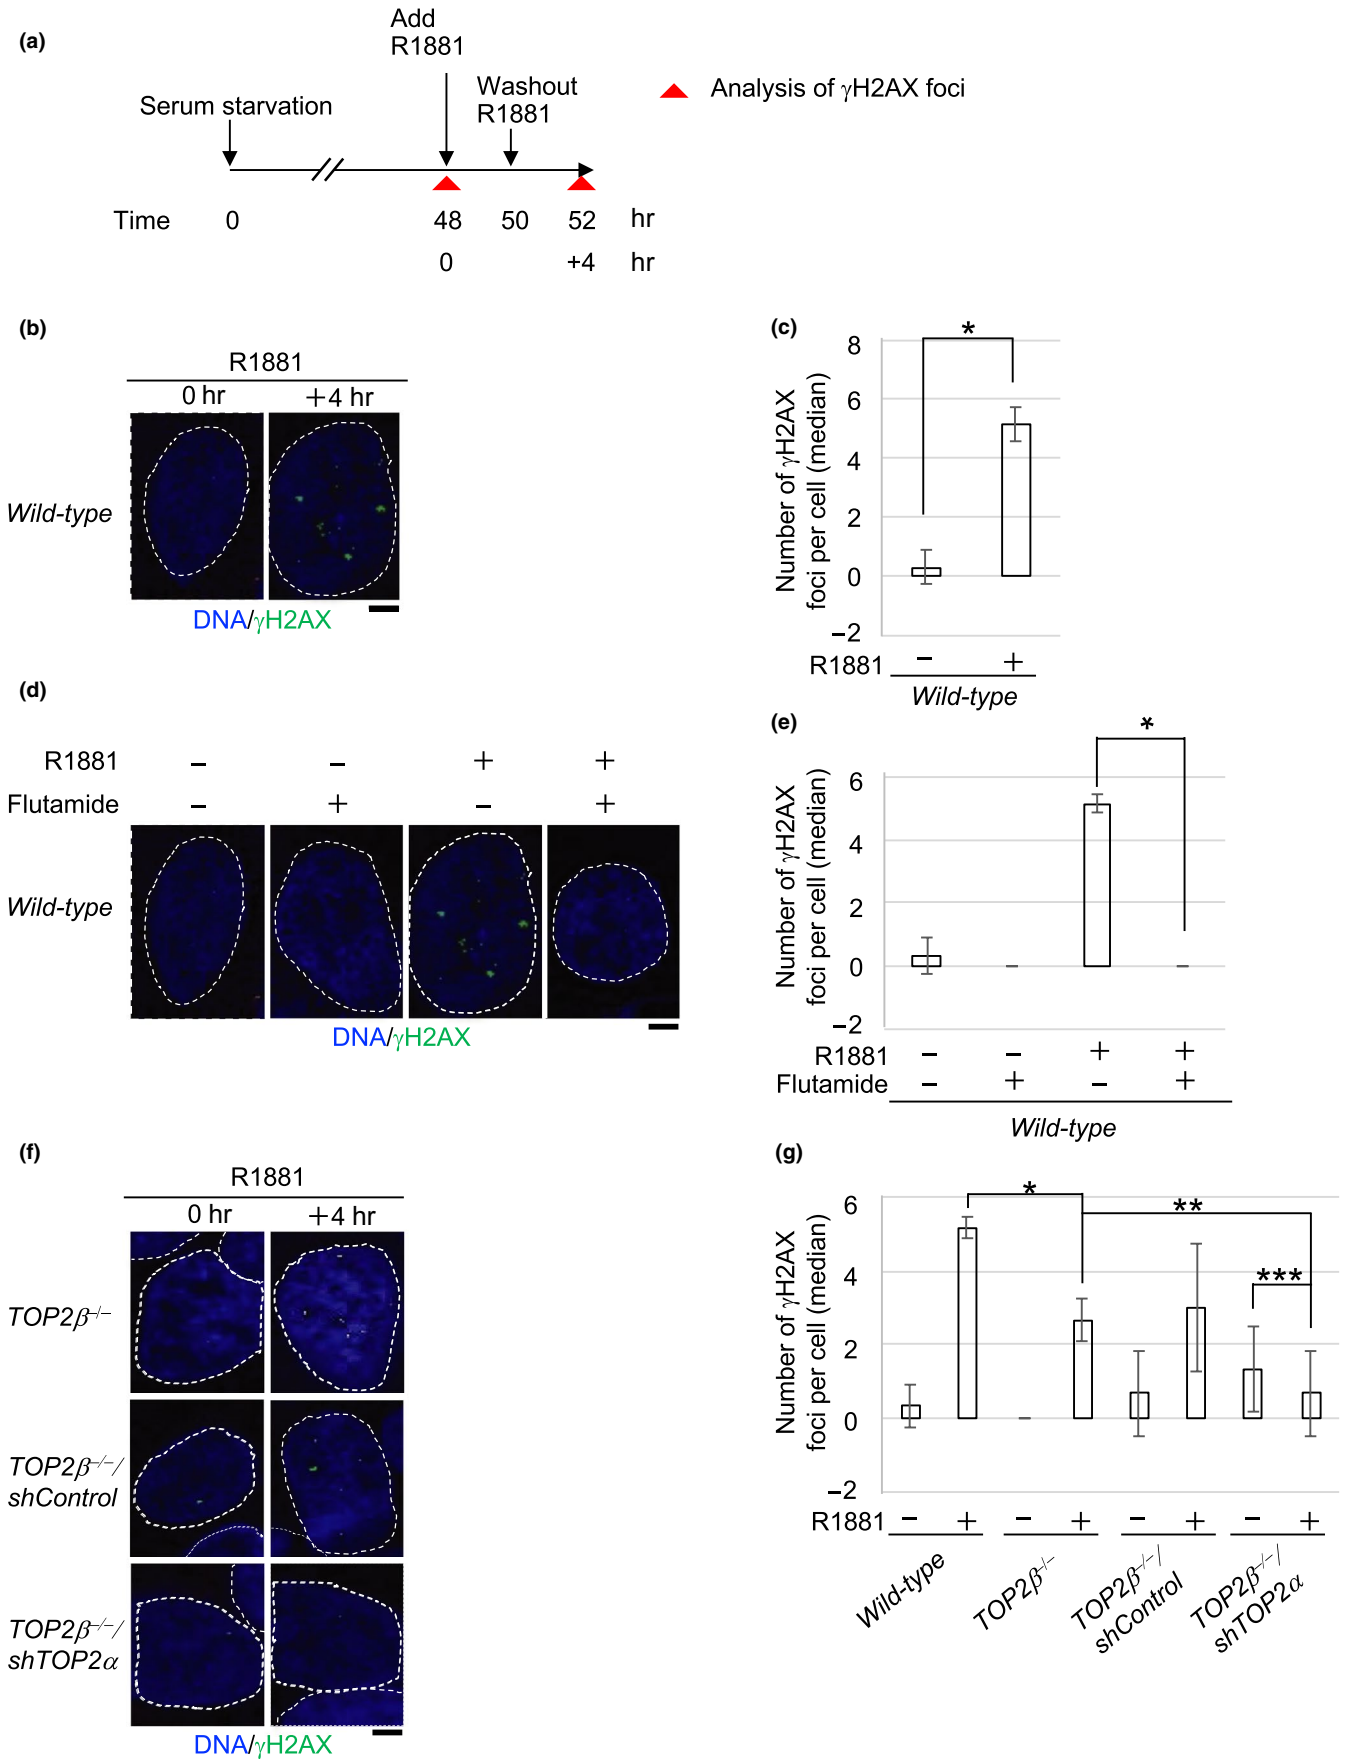 (a)
Add
R1881
Washout
R1881
Serum starvation
Analysis of γH2AX foci
Time 0 48 50 52 hr
0 +4 hr
(b)
R1881
0 hr +4 hr
Wild-type
DNA/γH2AX
(c)
Number of γH2AX
foci per cell (median)
8
6
4
2
0
−2
*
R1881 − +
Wild-type
(d)
R1881 − − + +
Flutamide − + − +
Wild-type
DNA/γH2AX
(e)
Number of γH2AX
foci per cell (median)
6
4
2
0
−2
*
R1881 − − + +
Flutamide − + − +
Wild-type
(f)
R1881
0 hr +4 hr
TOP2β−/−
TOP2β−/−/
shControl
TOP2β−/−/
shTOP2α
DNA/γH2AX
(g)
Number of γH2AX
foci per cell (median)
6
4
2
0
−2
*
**
***
R1881 − + − + − + − +
Wild-type
TOP2β−/−
TOP2β−/−/
shControl
TOP2β−/−/
shTOP2α